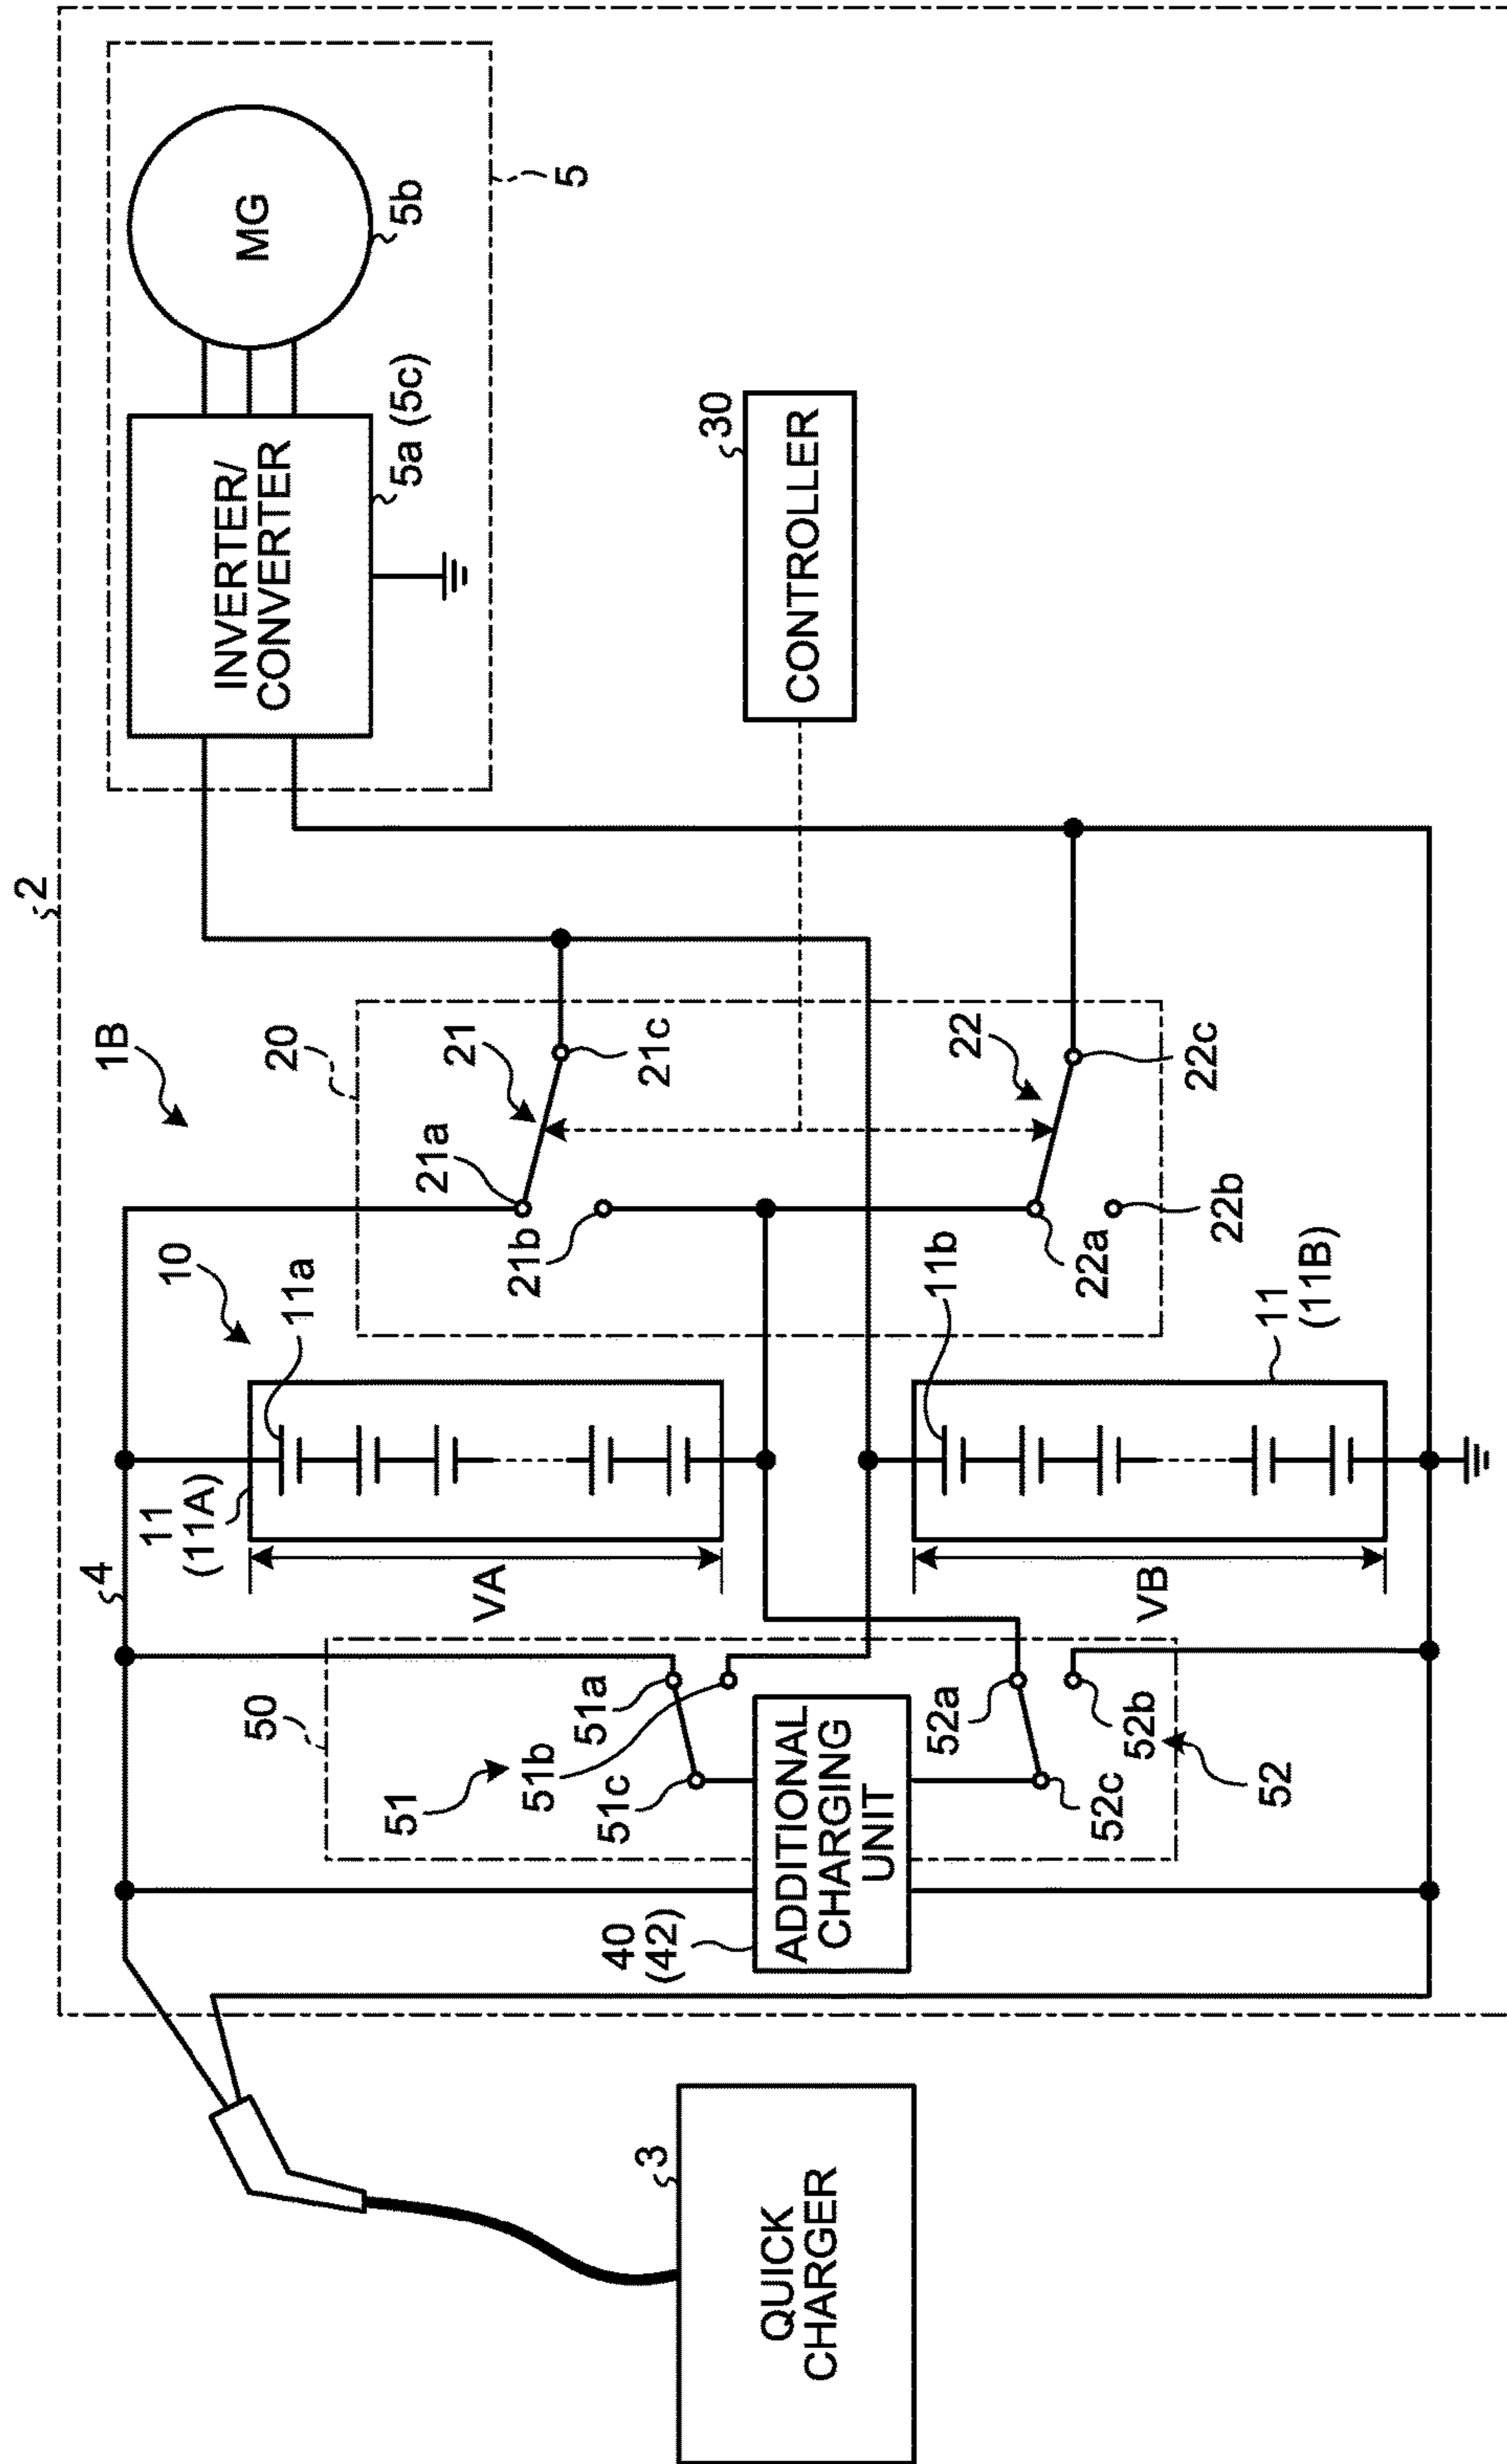 2
1B
5
MG
5b
INVERTER/
CONVERTER
5a (5c)
30
CONTROLLER
20
21
21a
21b
21c
22
22a
22b
22c
10
11a
11
(11A)
VA
11b
11
(11B)
VB
4
50
51
51a
51b
51c
52a
52b
52c
52
40
(42)
ADDITIONAL
CHARGING
UNIT
3
QUICK
CHARGER